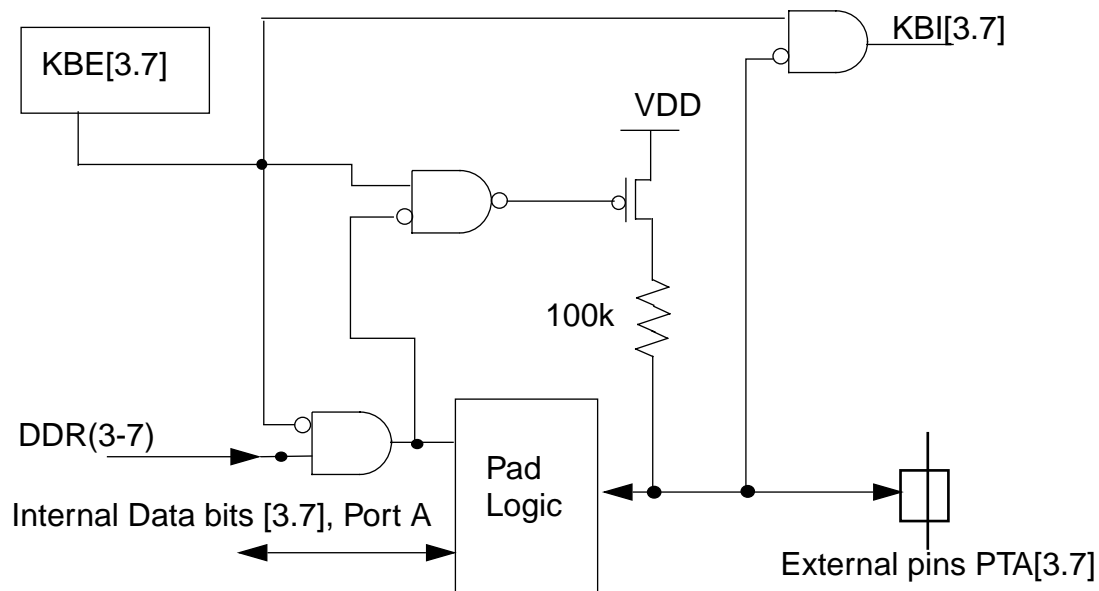 KBI[3.7]
KBE[3.7]
VDD
100k
DDR(3-7)
Pad
Logic
Internal Data bits [3.7], Port A
External pins PTA[3.7]